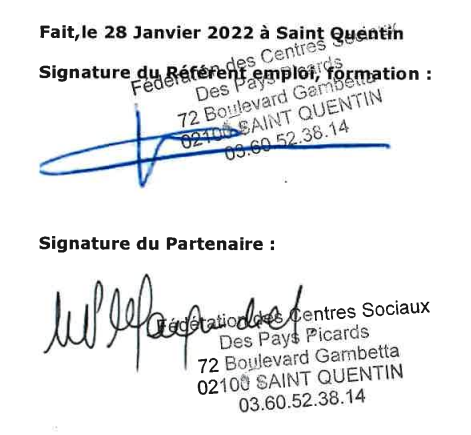 Fait,le 28 Janvier 2022 à Saint Quentin
Signature du Référent emploi, formation :
Fédération des Centres Sociaux
Des Pays Picards
72 Boulevard Gambetta
02100 SAINT QUENTIN
03.60.52.38.14
Signature du Partenaire :
Fédération des Centres Sociaux
Des Pays Picards
72 Boulevard Gambetta
02100 SAINT QUENTIN
03.60.52.38.14